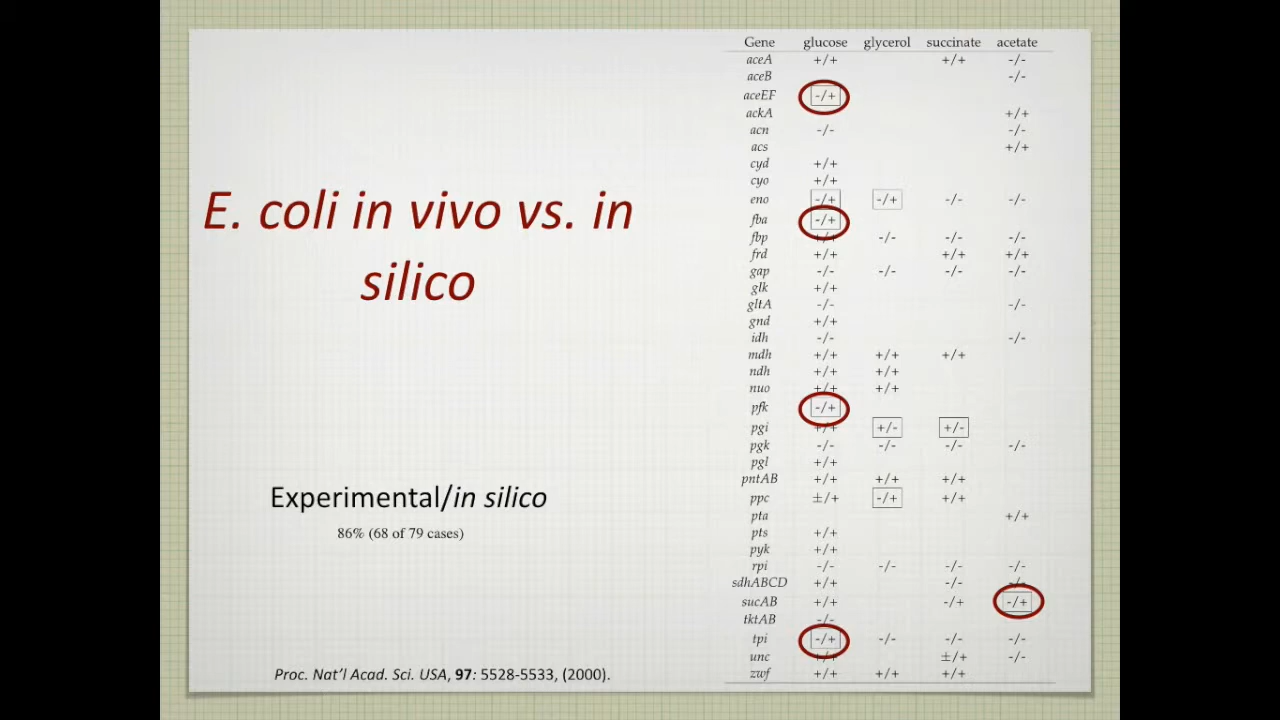 E. coli in vivo vs. in
silico
Experimental/in silico
86% (68 of 79 cases)
Proc. Nat’l Acad. Sci. USA, 97: 5528-5533, (2000).
Gene glucose glycerol succinate acetate
aceA +/+ +/+ -/-
aceB -/-
aceEF -/+
ackA +/+
acn -/- -/-
acs +/+
cyd +/+
cyo +/+
eno -/+ -/+ -/- -/-
fba -/+
fbp +/+ -/- -/- -/-
frd +/+ +/+ +/+
gap -/- -/- -/- -/-
glk +/+
gltA -/- -/-
gnd +/+
idh -/- -/-
mdh +/+ +/+ +/+
ndh +/+ +/+
nuo +/+ +/+
pfk -/+
pgi +/+ +/- +/-
pgk -/- -/- -/- -/-
pgl +/+
pntAB +/+ +/+ +/+
ppc ±/+ -/+ +/+
pta +/+
pts +/+
pyk +/+
rpi -/- -/- -/- -/-
sdhABCD +/+ -/- -/-
sucAB +/+ -/+ -/+
tktAB -/-
tpi -/+ -/- -/- -/-
unc +/+ ±/+ -/-
zwf +/+ +/+ +/+